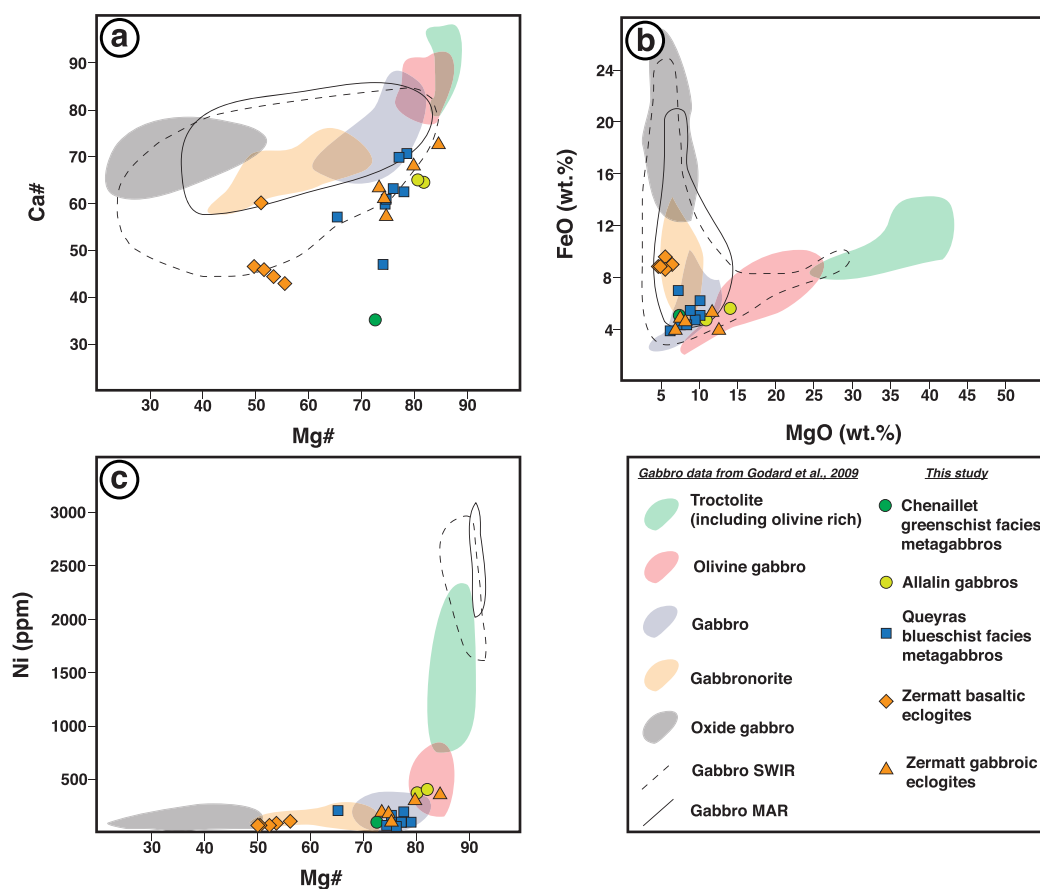 a
90
80
70
60
50
40
30
Ca#
30 40 50 60 70 80 90
Mg#
b
24
20
16
12
8
4
FeO (wt.%)
5 10 15 20 25 30 35 40 45 50
MgO (wt.%)
c
3000
2500
2000
1500
1000
500
Ni (ppm)
30 40 50 60 70 80 90
Mg#
Gabbro data from Godard et al., 2009
Troctolite
(including olivine rich)
Olivine gabbro
Gabbro
Gabbronorite
Oxide gabbro
Gabbro SWIR
Gabbro MAR
This study
Chenaillet
greenschist facies
metagabbros
Allalin gabbros
Queyras
blueschist facies
metagabbros
Zermatt basaltic
eclogites
Zermatt gabbroic
eclogites